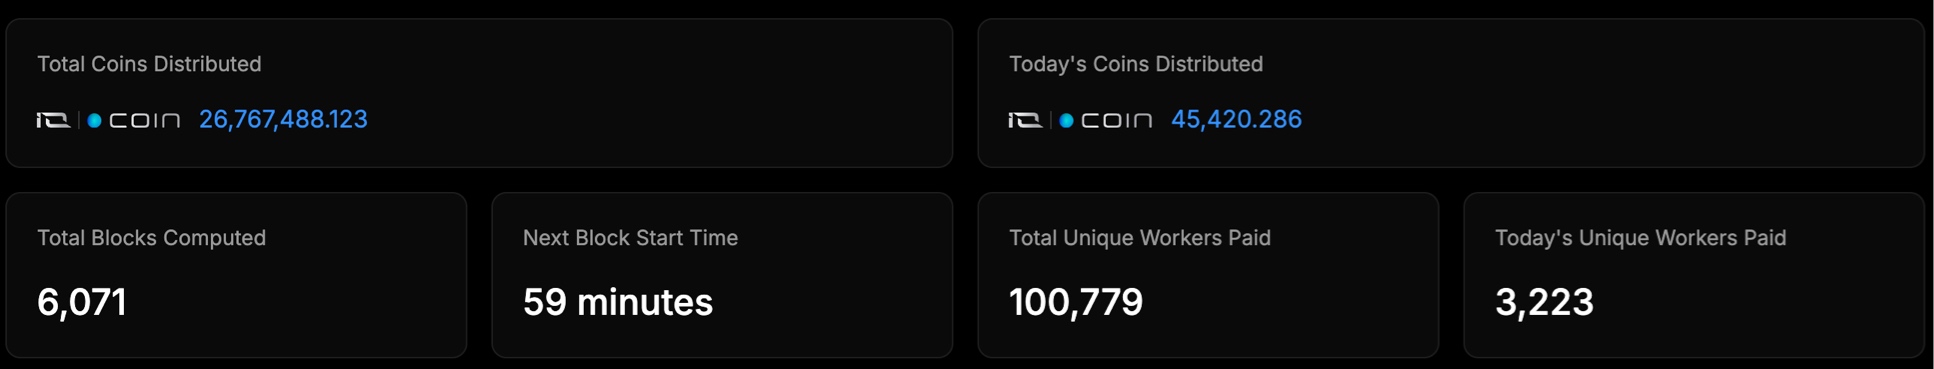 Total Coins Distributed
IO | COIN 26,767,488.123
Today's Coins Distributed
IO | COIN 45,420.286
Total Blocks Computed
6,071
Next Block Start Time
59 minutes
Total Unique Workers Paid
100,779
Today's Unique Workers Paid
3,223